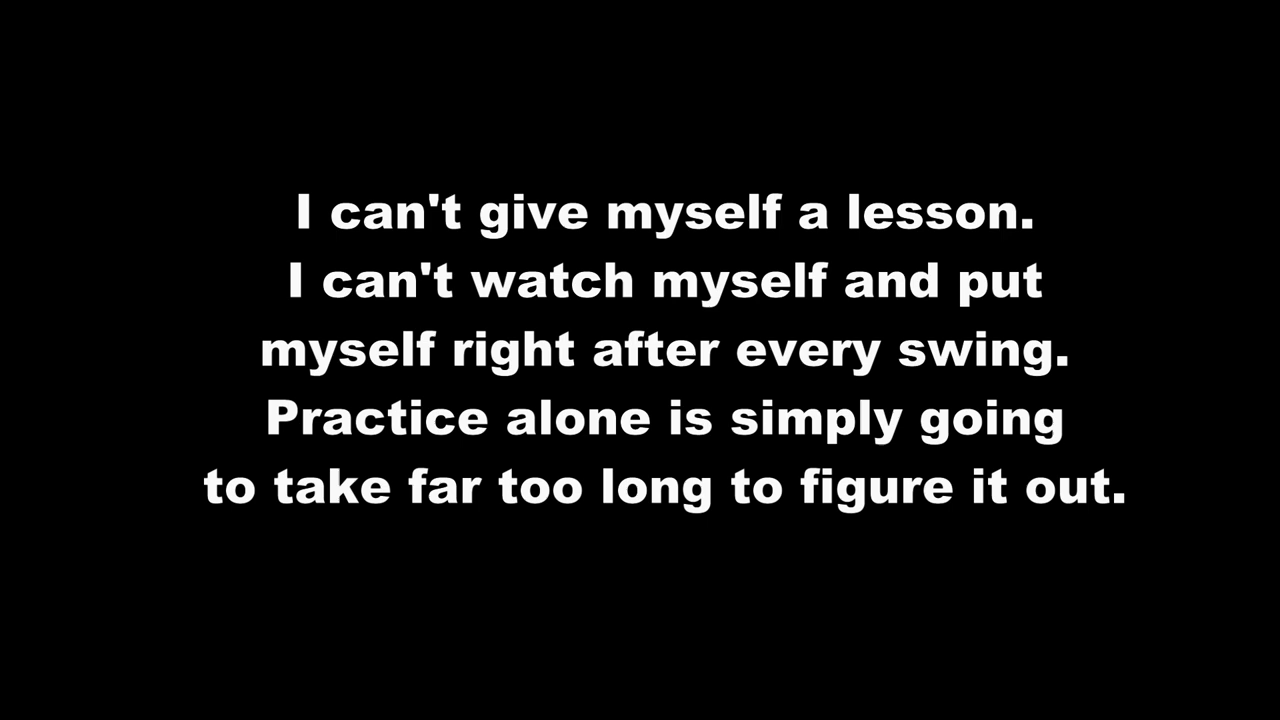 I can't give myself a lesson.
I can't watch myself and put
myself right after every swing.
Practice alone is simply going
to take far too long to figure it out.